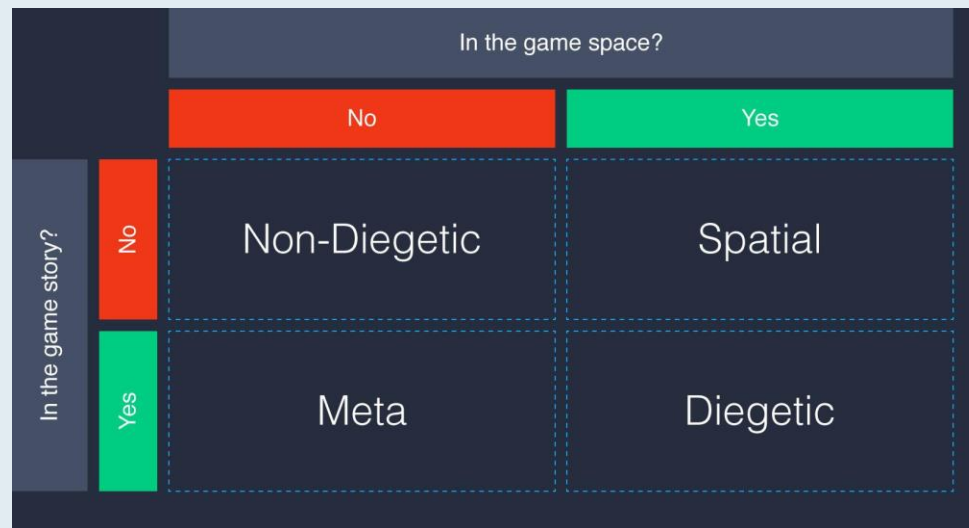 In the game space?
No
Yes
In the game story?
No
Non-Diegetic
Spatial
Yes
Meta
Diegetic